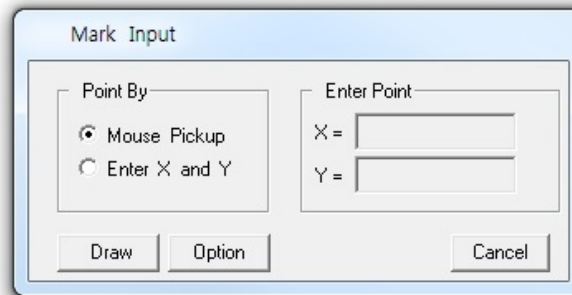 Mark Input
Point By
Mouse Pickup
Enter X and Y
Enter Point
X =
Y =
Draw
Option
Cancel